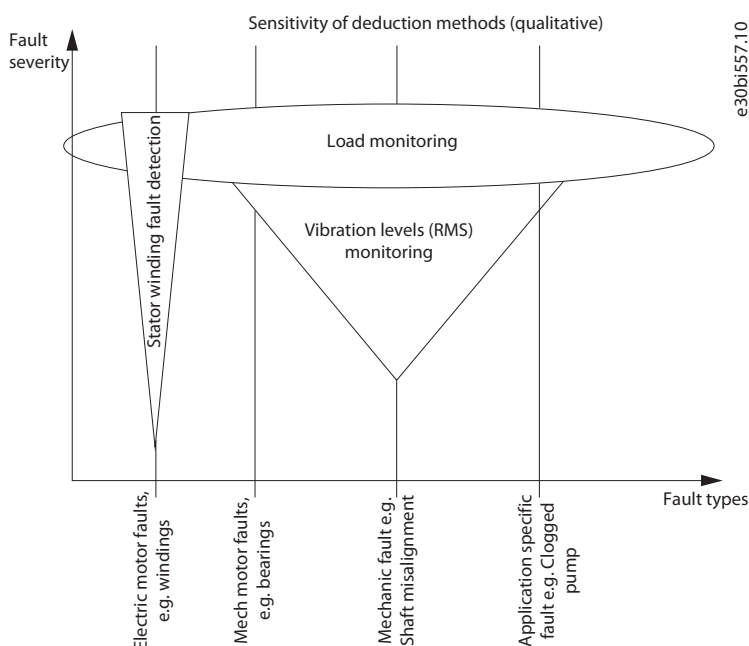 Sensitivity of deduction methods (qualitative)
Fault
severity
e30bi557.10
Load monitoring
Stator winding fault detection
Vibration levels (RMS)
monitoring
Fault types
Electric motor faults,
e.g. windings
Mech motor faults,
e.g. bearings
Mechanic fault e.g.
Shaft misalignment
Application specific
fault e.g. Clogged
pump